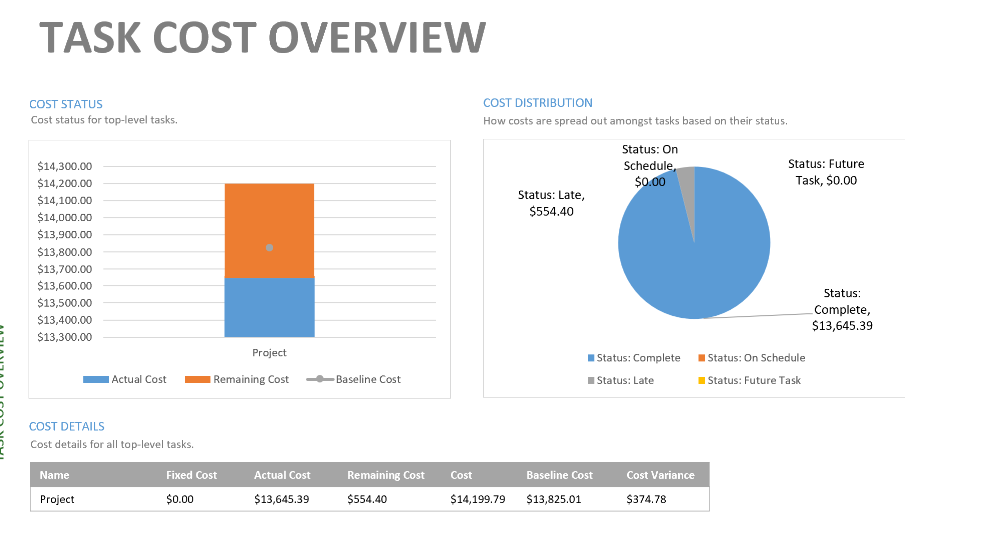 TASK COST OVERVIEW
COST STATUS
Cost status for top-level tasks.
$14,300.00
$14,200.00
$14,100.00
$14,000.00
$13,900.00
$13,800.00
$13,700.00
$13,600.00
$13,500.00
$13,400.00
$13,300.00
Project
Actual Cost Remaining Cost Baseline Cost
COST DISTRIBUTION
How costs are spread out amongst tasks based on their status.
Status: On
Schedule,
$0.00
Status: Future
Task, $0.00
Status: Late,
$554.40
Status:
Complete,
$13,645.39
Status: Complete Status: On Schedule
Status: Late Status: Future Task
TASK COST OVERVIEW
COST DETAILS
Cost details for all top-level tasks.
Name Fixed Cost Actual Cost Remaining Cost Cost Baseline Cost Cost Variance
Project $0.00 $13,645.39 $554.40 $14,199.79 $13,825.01 $374.78